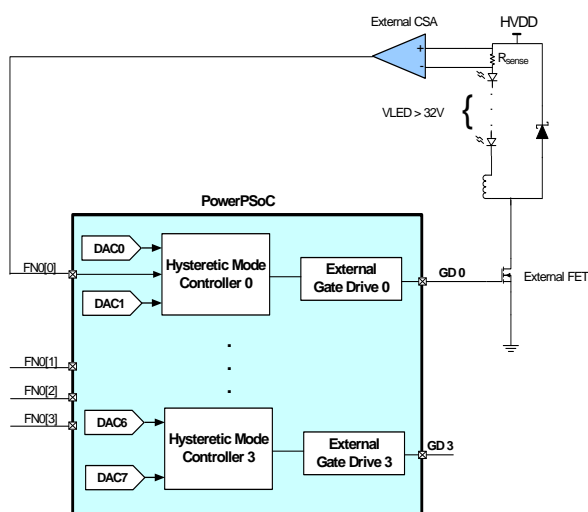 External CSA
HVDD
+
-
Rsense
VLED > 32V
{
PowerPSoC
DAC0
FN0[0]
Hysteretic Mode
Controller 0
External
Gate Drive 0
GD 0
External FET
DAC1
FN0[1]
FN0[2]
FN0[3]
DAC6
Hysteretic Mode
Controller 3
External
Gate Drive 3
GD 3
DAC7